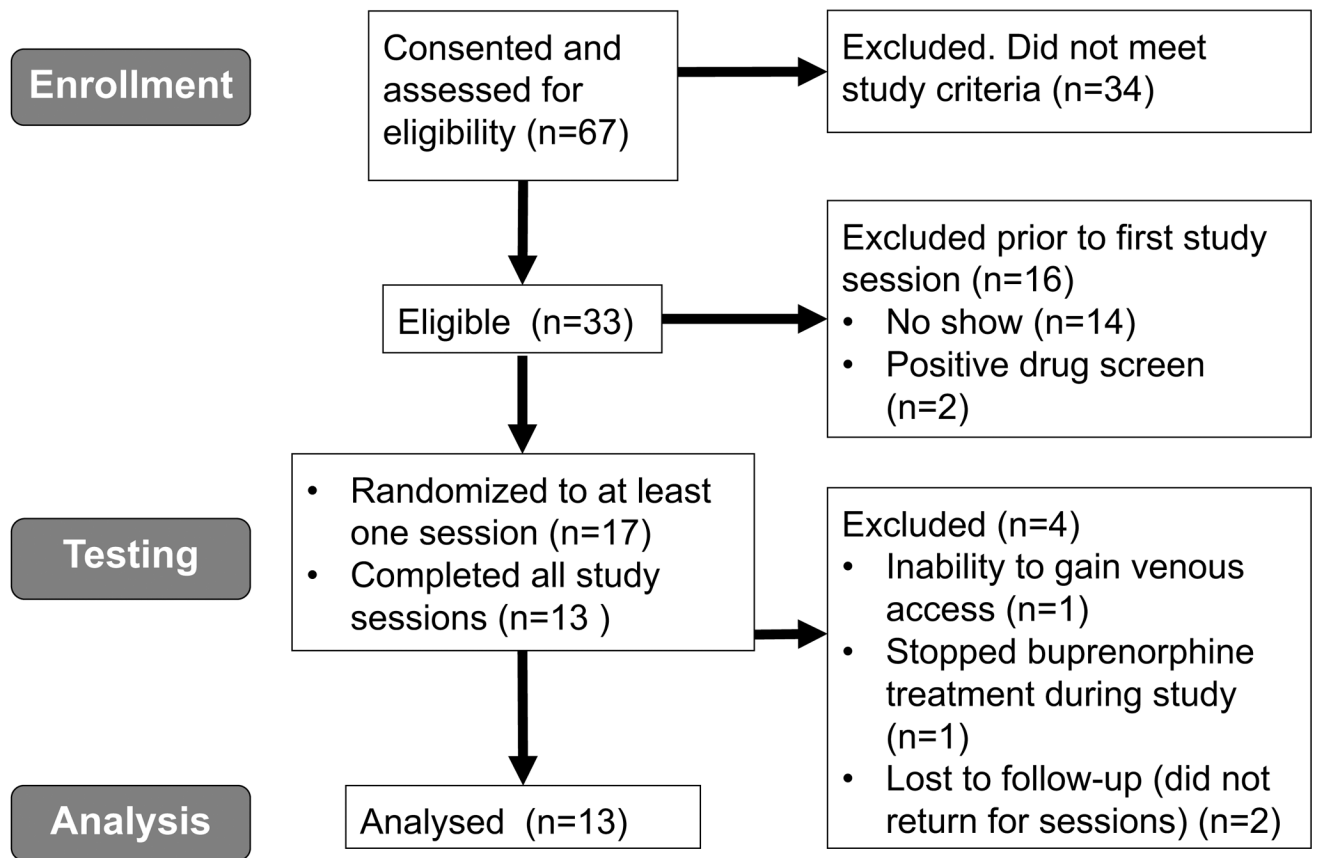 Enrollment
Consented and
assessed for
eligibility (n=67)
Excluded. Did not meet
study criteria (n=34)
Eligible  (n=33)
Excluded prior to first study
session (n=16)
• No show (n=14)
• Positive drug screen
(n=2)
Testing
• Randomized to at least
one session (n=17)
• Completed all study
sessions (n=13 )
Excluded (n=4)
• Inability to gain venous
access (n=1)
• Stopped buprenorphine
treatment during study
(n=1)
• Lost to follow-up (did not
return for sessions) (n=2)
Analysis
Analysed  (n=13)